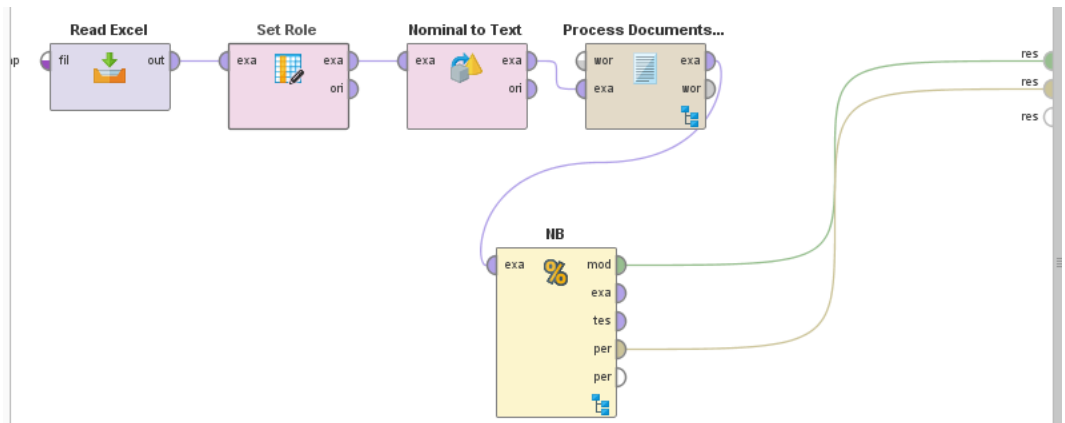 Read Excel
Set Role
Nominal to Text
Process Documents...
fil out
exa exa
ori
exa exa
ori
wor exa
exa wor
res
res
res
NB
exa mod
exa
tes
per
per